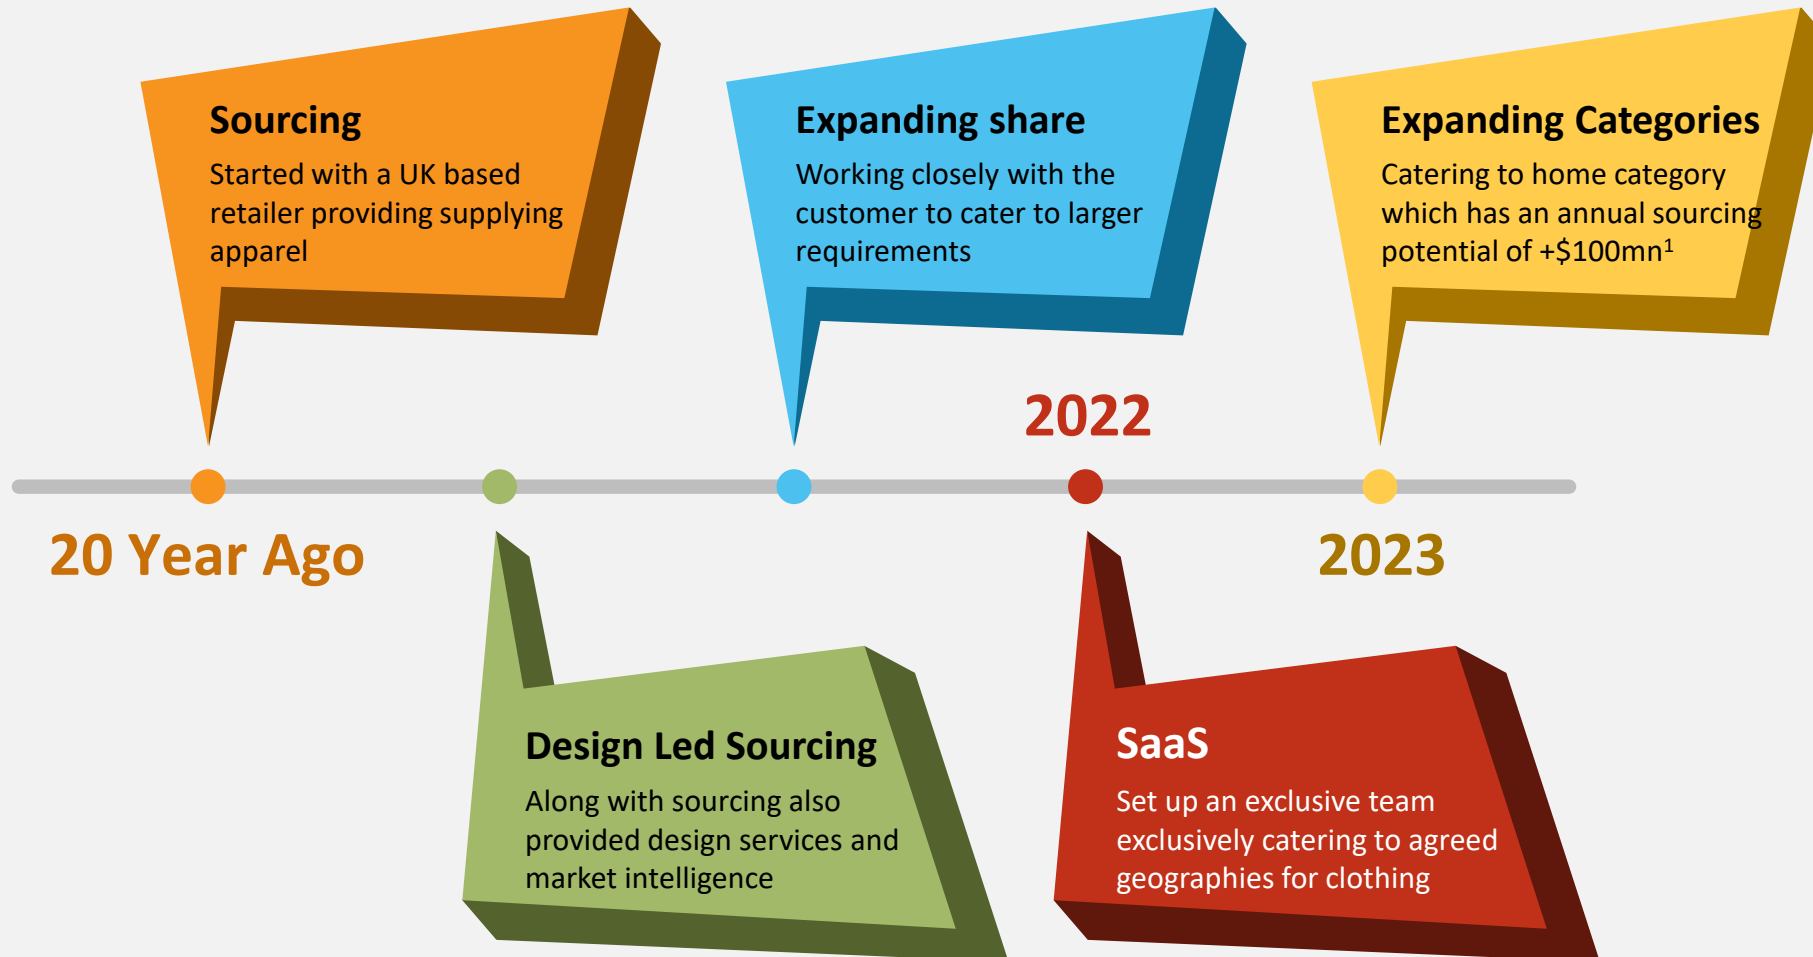 Sourcing
Started with a UK based
retailer providing supplying
apparel
Expanding share
Working closely with the
customer to cater to larger
requirements
Expanding Categories
Catering to home category
which has an annual sourcing
potential of +$100mn¹
2022
20 Year Ago
2023
Design Led Sourcing
Along with sourcing also
provided design services and
market intelligence
SaaS
Set up an exclusive team
exclusively catering to agreed
geographies for clothing